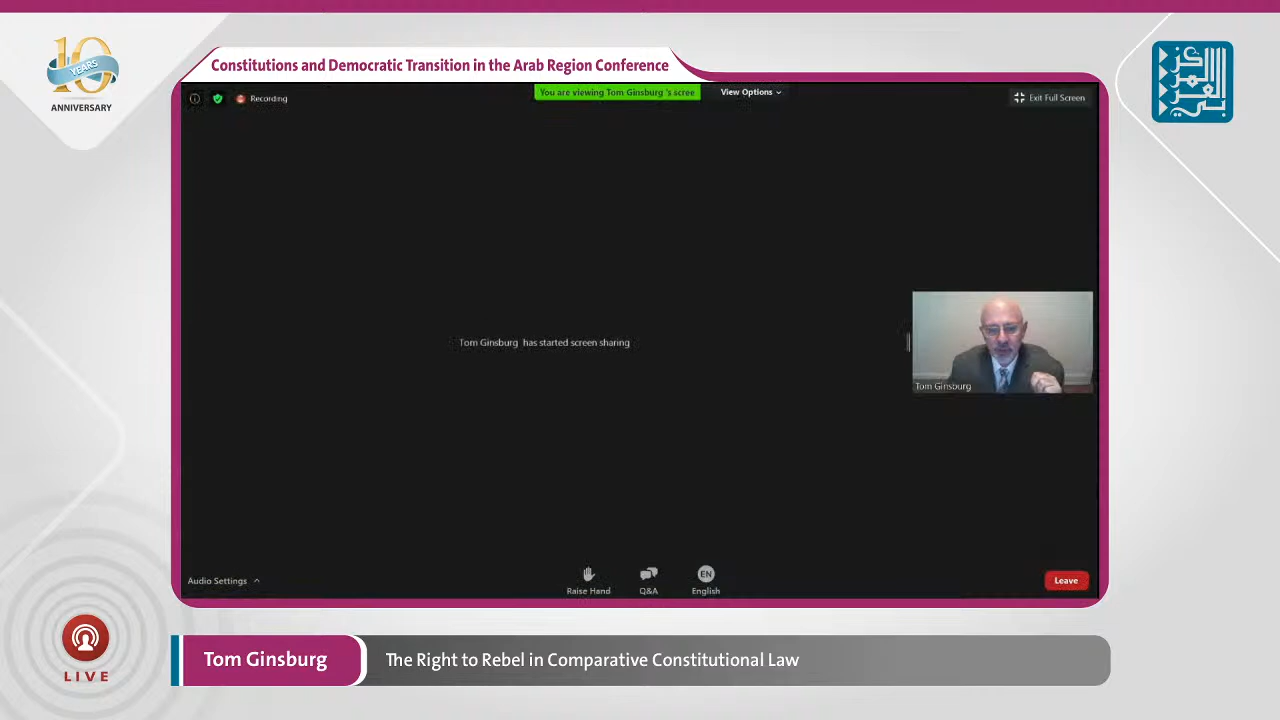 10
YEARS
ANNIVERSARY
Constitutions and Democratic Transition in the Arab Region Conference
المركز
العربي
Recording
You are viewing Tom Ginsburg 's scree
View Options
Exit Full Screen
Tom Ginsburg has started screen sharing
Tom Ginsburg
Audio Settings
Raise Hand
Q&A
EN
English
Leave
LIVE
Tom Ginsburg
The Right to Rebel in Comparative Constitutional Law